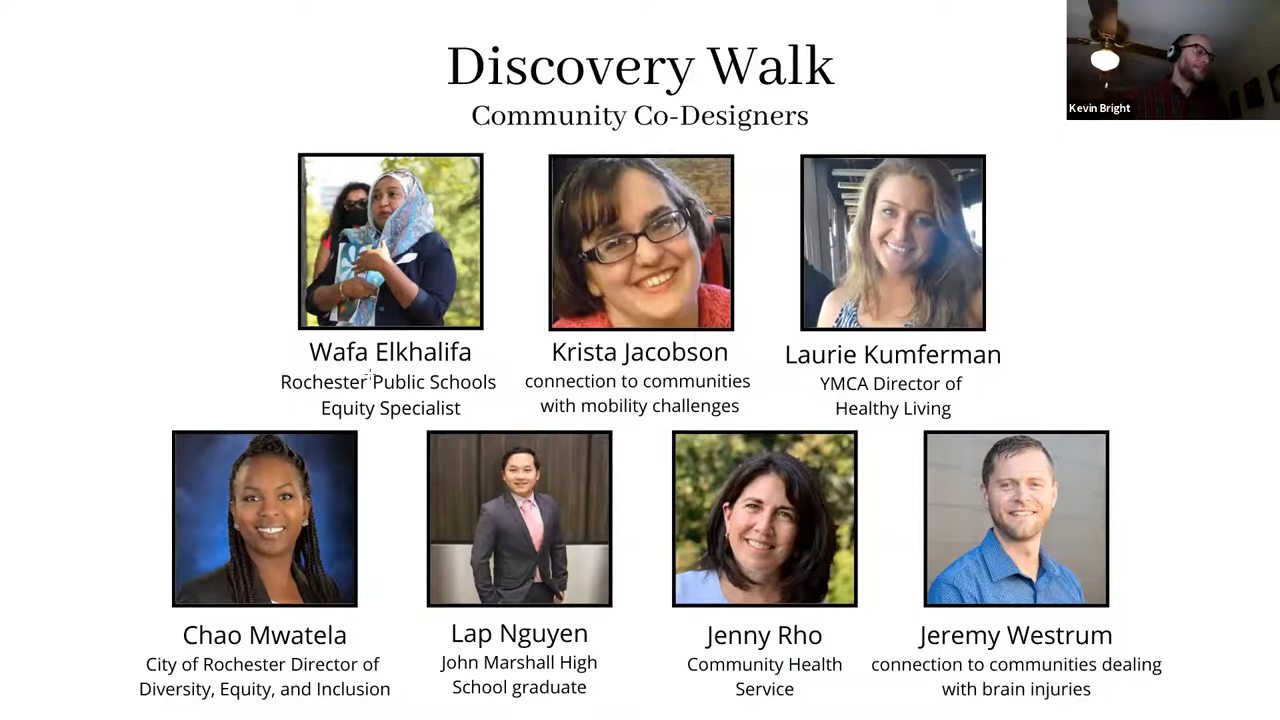 Discovery Walk
Community Co-Designers
Kevin Bright
Wafa Elkhalifa
Rochester Public Schools
Equity Specialist
Krista Jacobson
connection to communities
with mobility challenges
Laurie Kumferman
YMCA Director of
Healthy Living
Chao Mwatela
City of Rochester Director of
Diversity, Equity, and Inclusion
Lap Nguyen
John Marshall High
School graduate
Jenny Rho
Community Health
Service
Jeremy Westrum
connection to communities dealing
with brain injuries